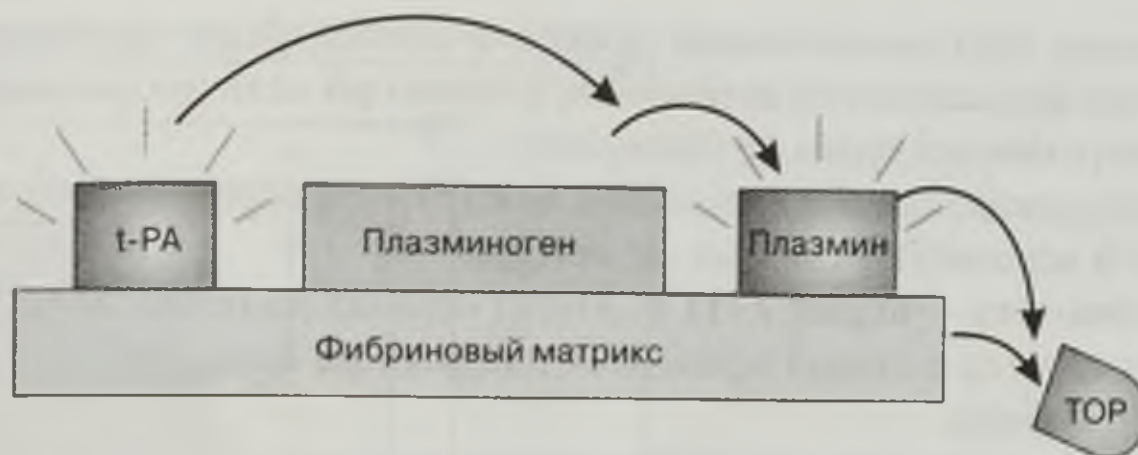 t-PA
Плазминоген
Плазмин
Фибриновый матрикс
ТОР